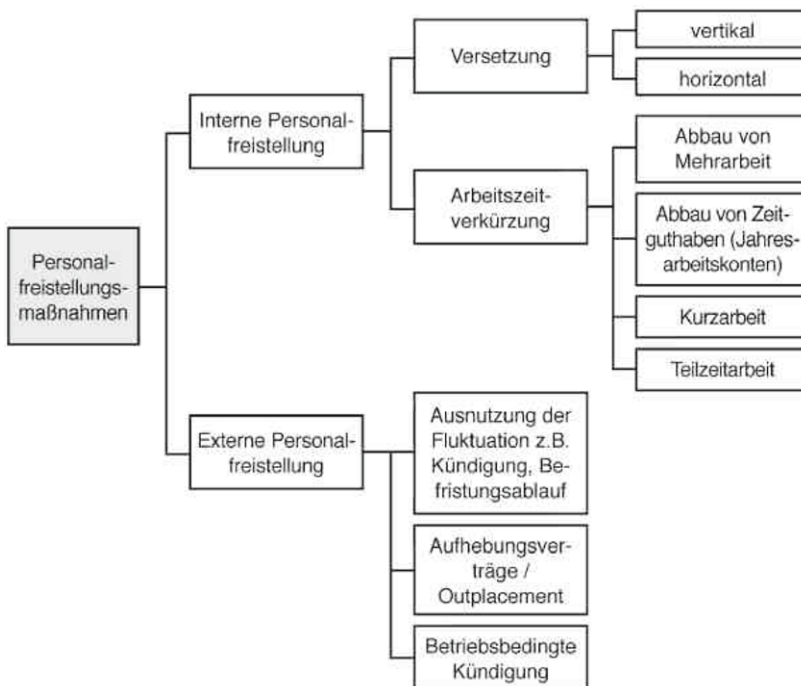 Personal-
freistellungs-
maßnahmen
Interne Personal-
freistellung
Versetzung
vertikal
horizontal
Arbeitszeit-
verkürzung
Abbau von
Mehrarbeit
Abbau von Zeit-
guthaben (Jahres-
arbeitskonten)
Kurzarbeit
Teilzeitarbeit
Externe Personal-
freistellung
Ausnutzung der
Fluktuation z.B.
Kündigung, Be-
fristungsablauf
Aufhebungsver-
träge /
Outplacement
Betriebsbedingte
Kündigung